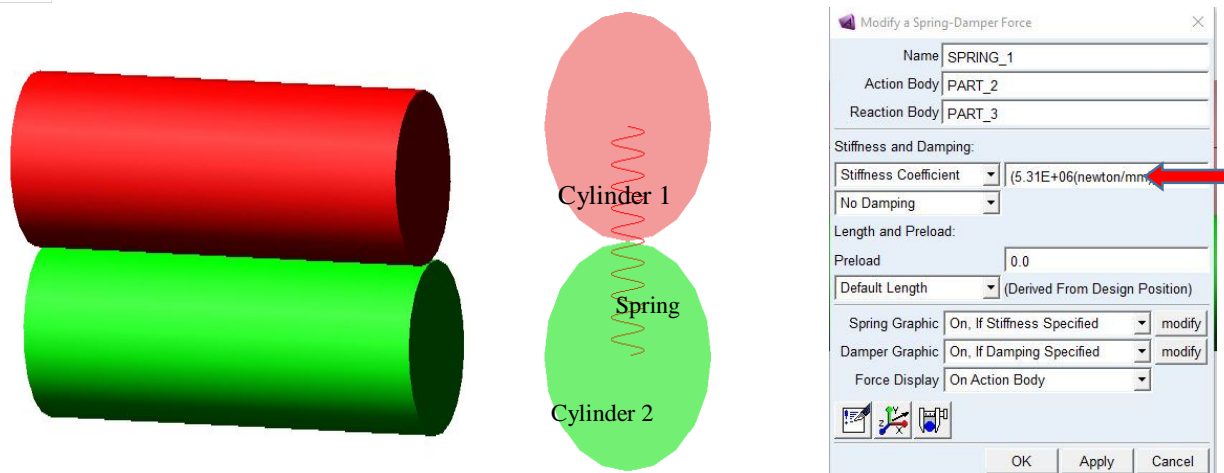 Cylinder 1
Spring
Cylinder 2
Modify a Spring-Damper Force
Name SPRING_1
Action Body PART_2
Reaction Body PART_3
Stiffness and Damping:
Stiffness Coefficient (5.31E+06(newton/mm)
No Damping
Length and Preload:
Preload 0.0
Default Length (Derived From Design Position)
Spring Graphic On, If Stiffness Specified modify
Damper Graphic On, If Damping Specified modify
Force Display On Action Body
OK Apply Cancel